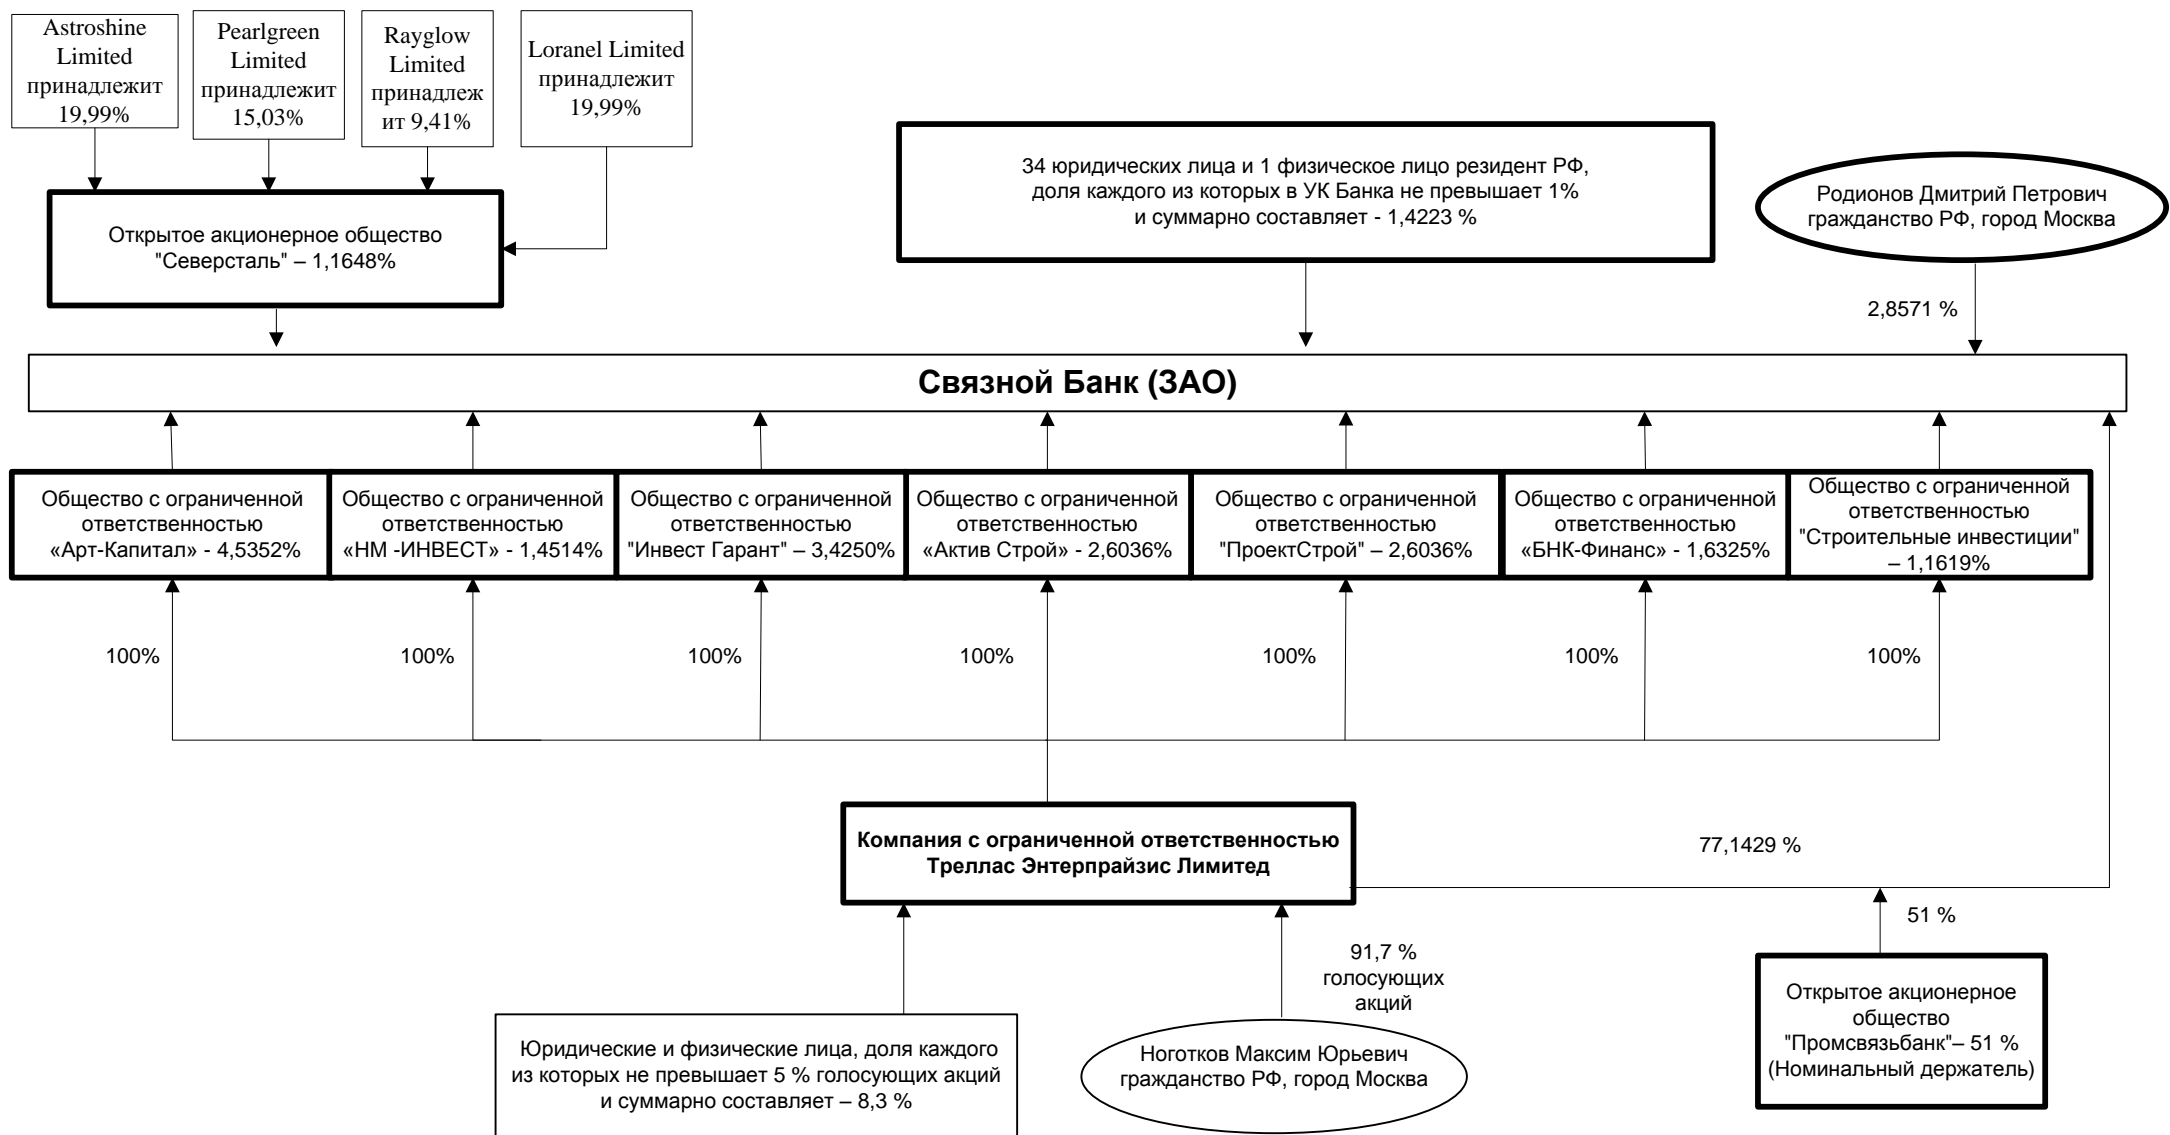 Astroshine
Limited
принадлежит
19,99%
Pearlgreen
Limited
принадлежит
15,03%
Rayglow
Limited
принадлеж
ит 9,41%
Loranel Limited
принадлежит
19,99%
Открытое акционерное общество
"Северсталь" – 1,1648%
34 юридических лица и 1 физическое лицо резидент РФ,
доля каждого из которых в УК Банка не превышает 1%
и суммарно составляет - 1,4223 %
Родионов Дмитрий Петрович
гражданство РФ, город Москва
2,8571 %
Связной Банк (ЗАО)
Общество с ограниченной
ответственностью
«Арт-Капитал» - 4,5352%
Общество с ограниченной
ответственностью
«НМ -ИНВЕСТ» - 1,4514%
Общество с ограниченной
ответственностью
"Инвест Гарант" – 3,4250%
Общество с ограниченной
ответственностью
«Актив Строй» - 2,6036%
Общество с ограниченной
ответственностью
"ПроектСтрой" – 2,6036%
Общество с ограниченной
ответственностью
«БНК-Финанс» - 1,6325%
Общество с ограниченной
ответственностью
"Строительные инвестиции"
– 1,1619%
100%
100%
100%
100%
100%
100%
100%
Компания с ограниченной ответственностью
Треллас Энтерпрайзис Лимитед
77,1429 %
51 %
91,7 %
голосующих
акций
Открытое акционерное
общество
"Промсвязьбанк"– 51 %
(Номинальный держатель)
Юридические и физические лица, доля каждого
из которых не превышает 5 % голосующих акций
и суммарно составляет – 8,3 %
Ноготков Максим Юрьевич
гражданство РФ, город Москва